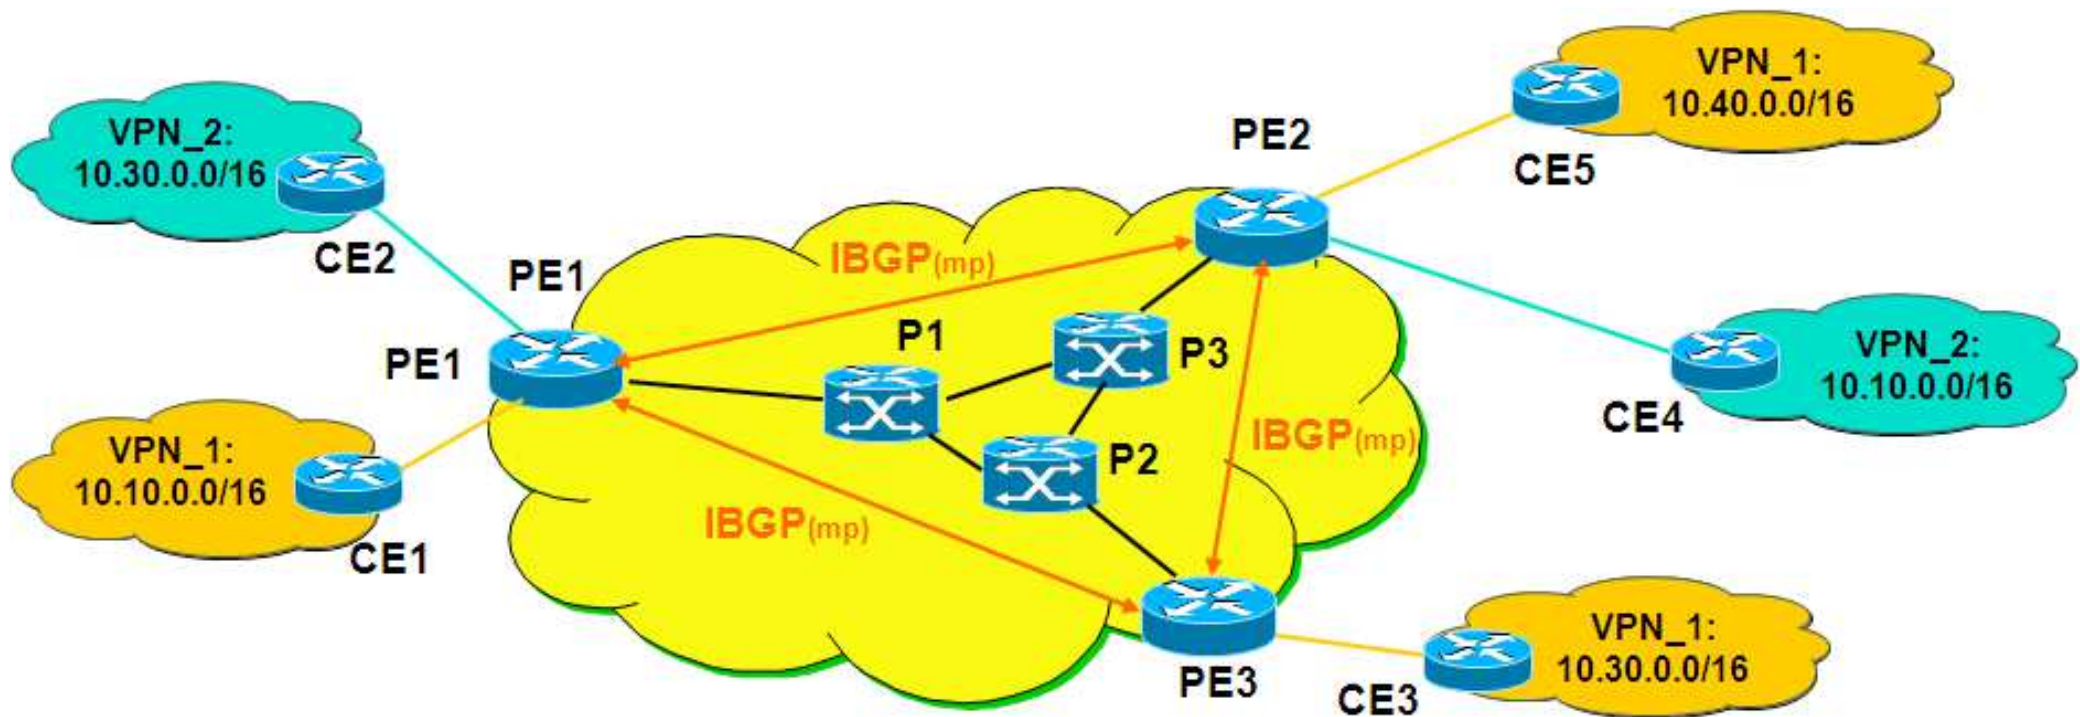 VPN_1:
10.40.0.0/16
PE2
CE5
VPN_2:
10.30.0.0/16
CE2
PE1
IBGP(mp)
P1
P3
PE1
VPN_2:
10.10.0.0/16
CE4
IBGP(mp)
P2
VPN_1:
10.10.0.0/16
CE1
IBGP(mp)
PE3
CE3
VPN_1:
10.30.0.0/16